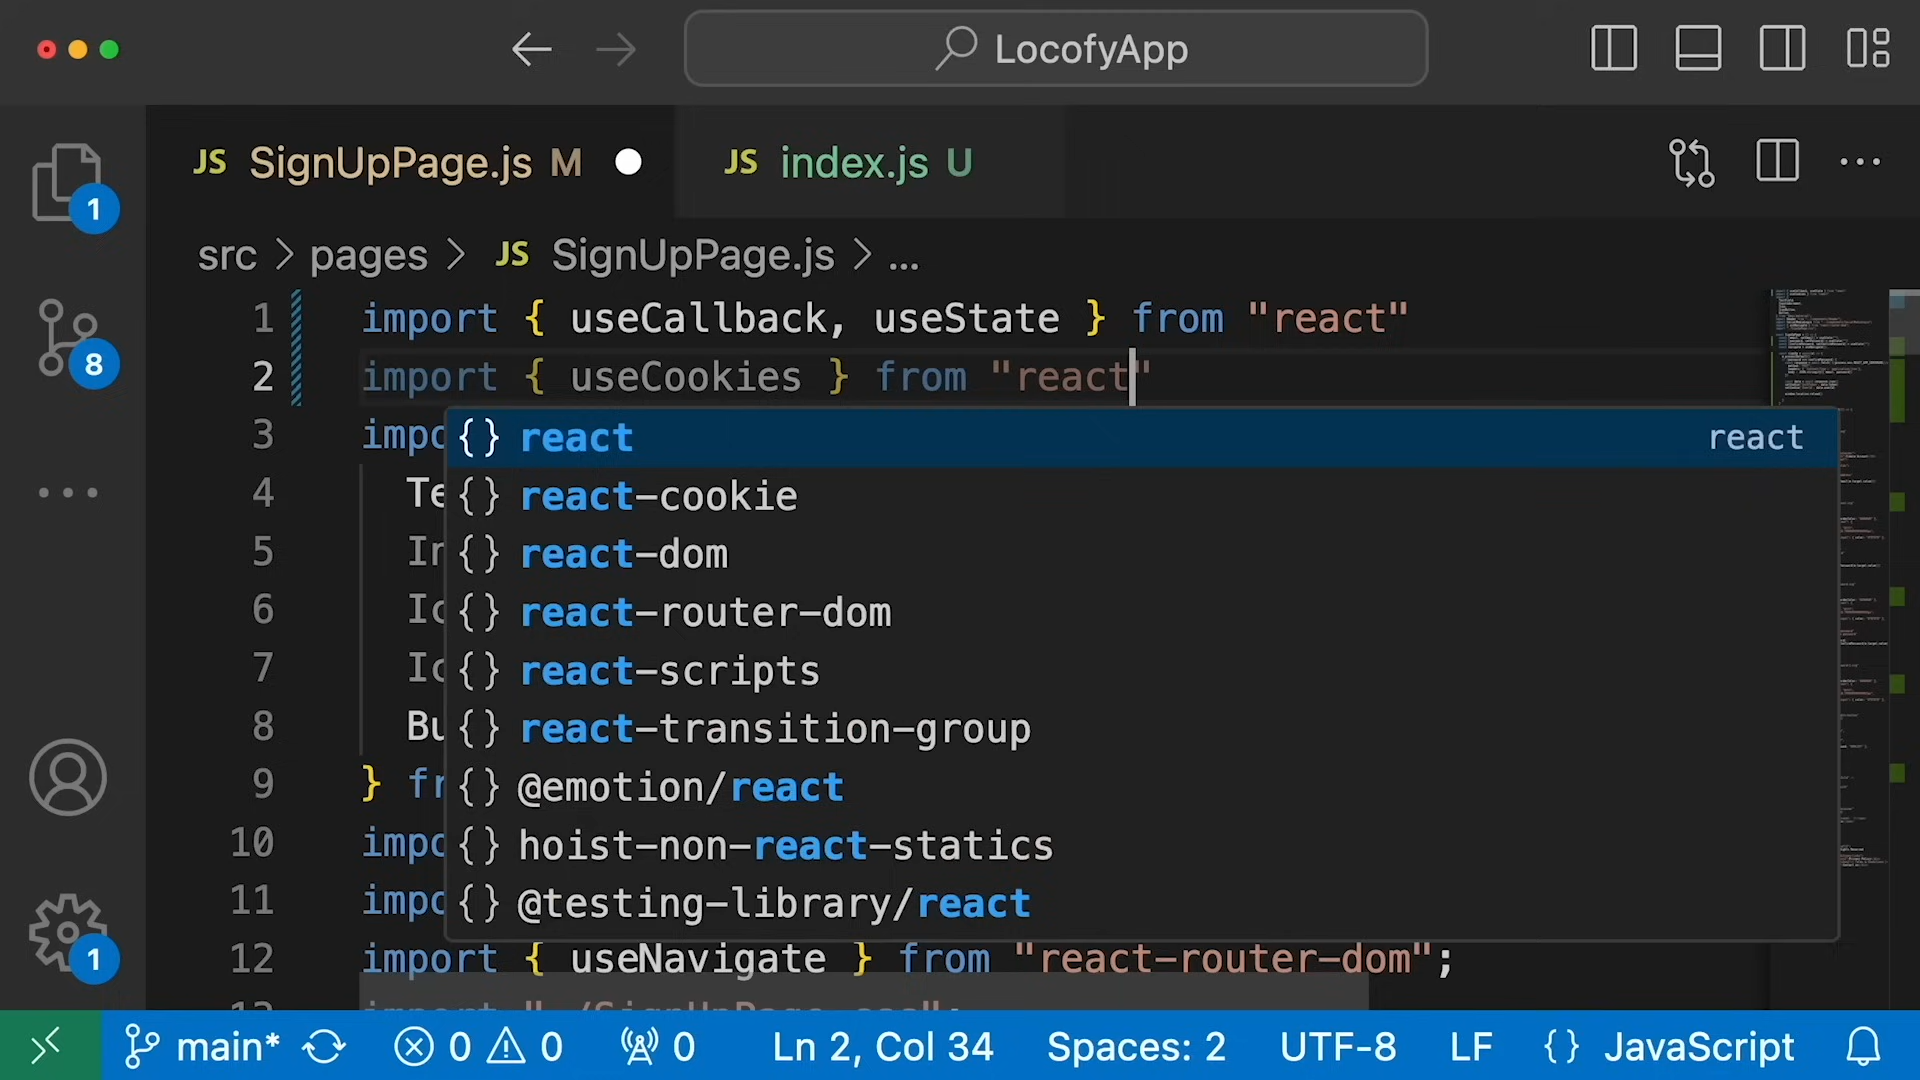 LocofyApp
JS SignUpPage.js M
JS index.js U
1
src > pages > JS SignUpPage.js > ...
1 import { useCallback, useState } from "react"
8
2 import { useCookies } from "react"
3 impo
{} react react
4 Te
{} react-cookie
5 In
{} react-dom
6 Ic
{} react-router-dom
7 Ic
{} react-scripts
8 Bu
{} react-transition-group
9 } fr
{} @emotion/react
10 impo
{} hoist-non-react-statics
11 impo
{} @testing-library/react
12 import { useNavigate } from "react-router-dom";
1
main* 0 0 0 Ln 2, Col 34 Spaces: 2 UTF-8 LF {} JavaScript